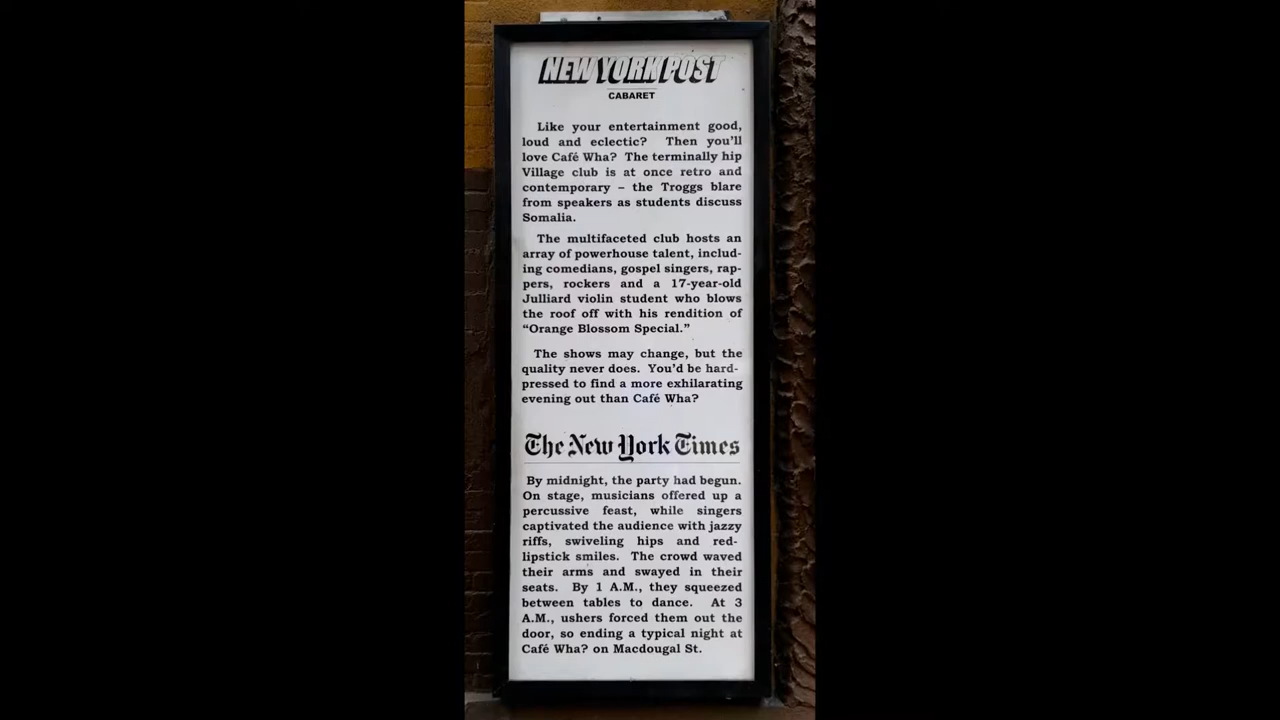 NEW YORK POST
CABARET
Like your entertainment good,
loud and eclectic? Then you'll
love Café Wha? The terminally hip
Village club is at once retro and
contemporary – the Troggs blare
from speakers as students discuss
Somalia.
The multifaceted club hosts an
array of powerhouse talent, includ-
ing comedians, gospel singers, rap-
pers, rockers and a 17-year-old
Julliard violin student who blows
the roof off with his rendition of
“Orange Blossom Special.”
The shows may change, but the
quality never does. You'd be hard-
pressed to find a more exhilarating
evening out than Café Wha?
The New York Times
By midnight, the party had begun.
On stage, musicians offered up a
percussive feast, while singers
captivated the audience with jazzy
riffs, swiveling hips and red-
lipstick smiles. The crowd waved
their arms and swayed in their
seats. By 1 A.M., they squeezed
between tables to dance. At 3
A.M., ushers forced them out the
door, so ending a typical night at
Café Wha? on Macdougal St.